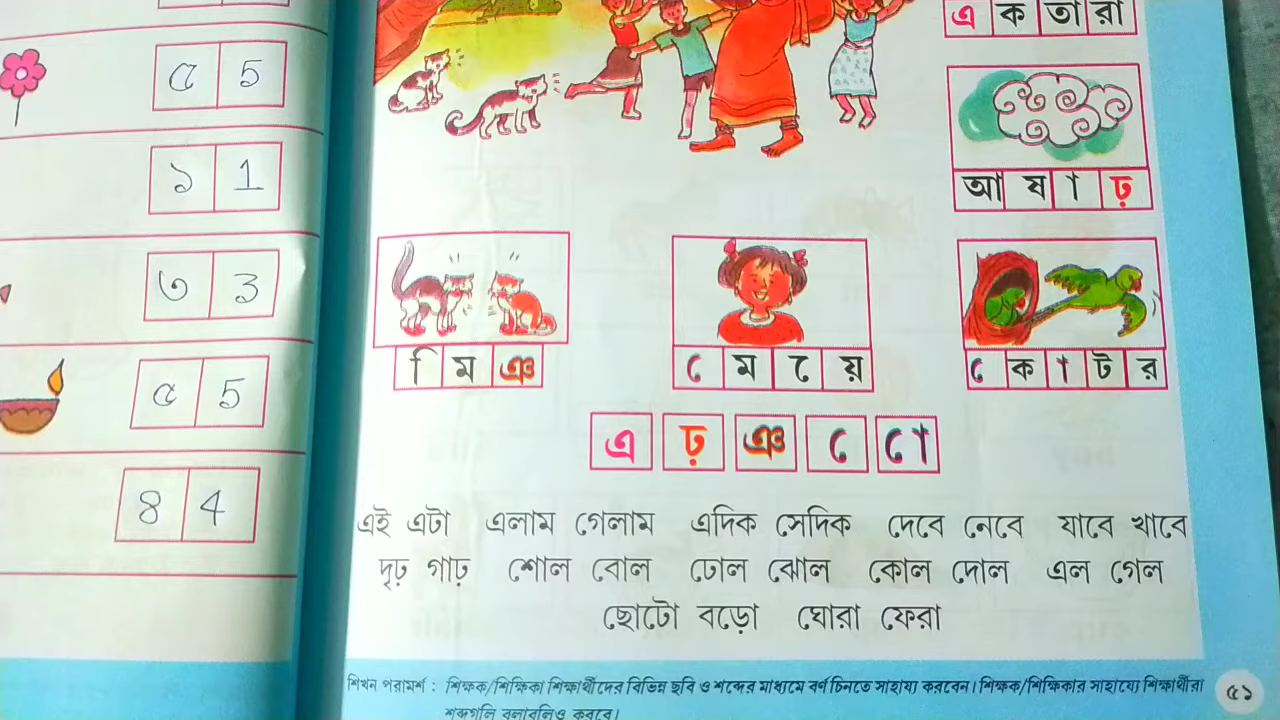 ৫ 5
১ 1
৩ 3
৫ 5
৪ 4
এ ক তা রা
আ ষ া ঢ়
ি ম ঞ
ে ম ে য়
ে ক া ট র
এ ঢ় ঞ ে ো
এই এটা এলাম গেলাম এদিক সেদিক দেবে নেবে যাবে খাবে
দৃঢ় গাঢ় শোল বোল ঢোল ঝোল কোল দোল এল গেল
ছোটো বড়ো ঘোরা ফেরা
শিখন পরামর্শ : শিক্ষক/শিক্ষিকা শিক্ষার্থীদের বিভিন্ন ছবি ও শব্দের মাধ্যমে বর্ণ চিনতে সাহায্য করবেন। শিক্ষক/শিক্ষিকার সাহায্যে শিক্ষার্থীরা
শব্দগুলি বলাবলিও করবে।
৫১